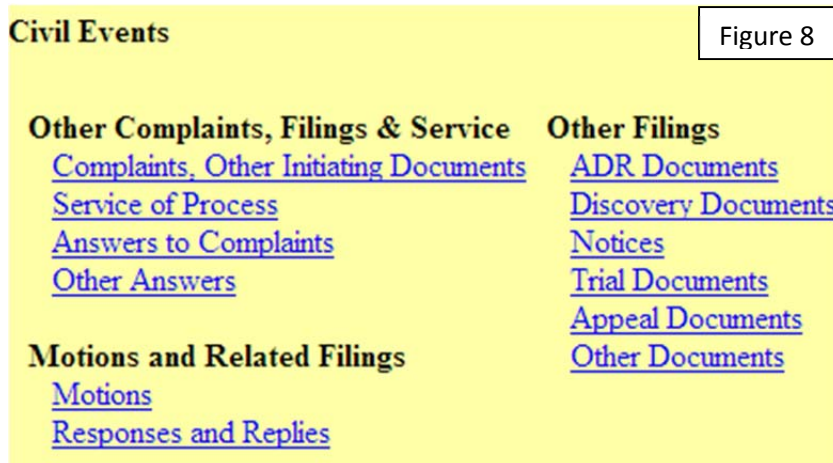 Civil Events
Figure 8
Other Complaints, Filings & Service
Complaints, Other Initiating Documents
Service of Process
Answers to Complaints
Other Answers
Motions and Related Filings
Motions
Responses and Replies
Other Filings
ADR Documents
Discovery Documents
Notices
Trial Documents
Appeal Documents
Other Documents